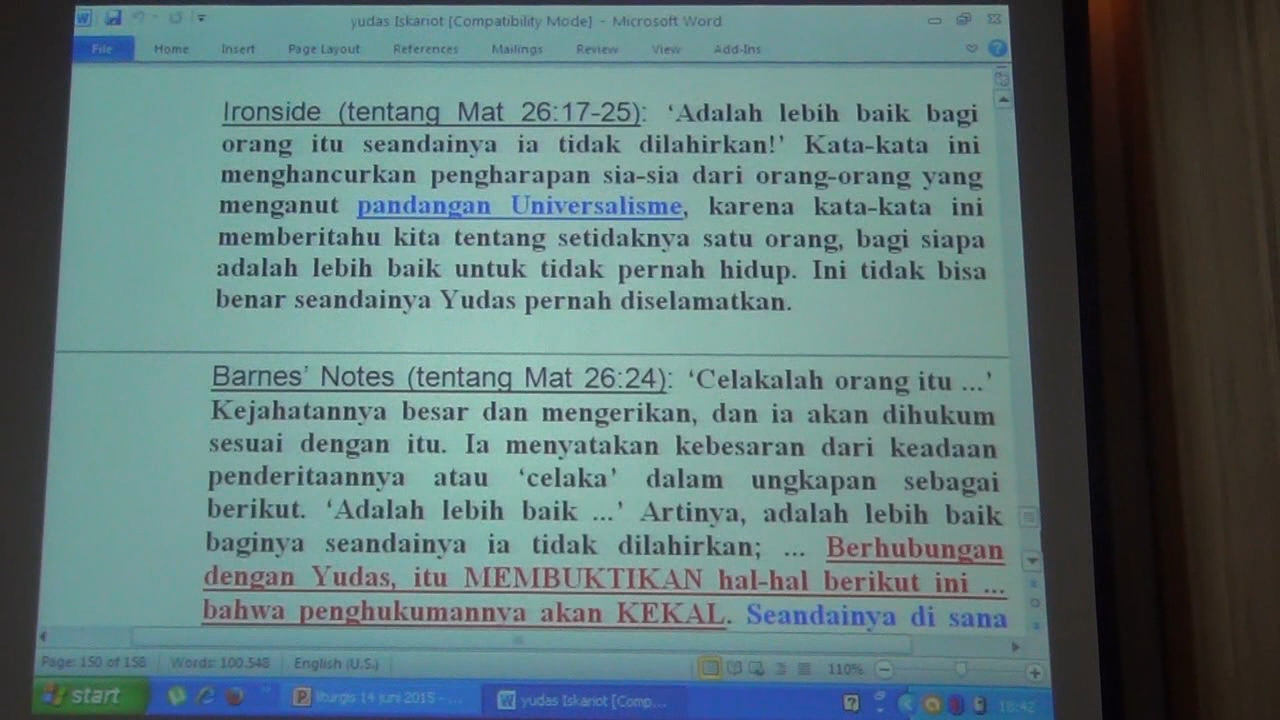 yudas Iskariot [Compatibility Mode] - Microsoft Word
File Home Insert Page Layout References Mailings Review View Add-Ins
Ironside (tentang Mat 26:17-25): ‘Adalah lebih baik bagi
orang itu seandainya ia tidak dilahirkan!’ Kata-kata ini
menghancurkan pengharapan sia-sia dari orang-orang yang
menganut pandangan Universalisme, karena kata-kata ini
memberitahu kita tentang setidaknya satu orang, bagi siapa
adalah lebih baik untuk tidak pernah hidup. Ini tidak bisa
benar seandainya Yudas pernah diselamatkan.
Barnes’ Notes (tentang Mat 26:24): ‘Celakalah orang itu ...’
Kejahatannya besar dan mengerikan, dan ia akan dihukum
sesuai dengan itu. Ia menyatakan kebesaran dari keadaan
penderitaannya atau ‘celaka’ dalam ungkapan sebagai
berikut. ‘Adalah lebih baik ...’ Artinya, adalah lebih baik
baginya seandainya ia tidak dilahirkan; ... Berhubungan
dengan Yudas, itu MEMBUKTIKAN hal-hal berikut ini ...
bahwa penghukumannya akan KEKAL. Seandainya di sana
Page: 150 of 158 Words: 100.548 English (U.S.) 110%
start liturgis 14 juni 2015 - ... yudas Iskariot [Comp... 18:42